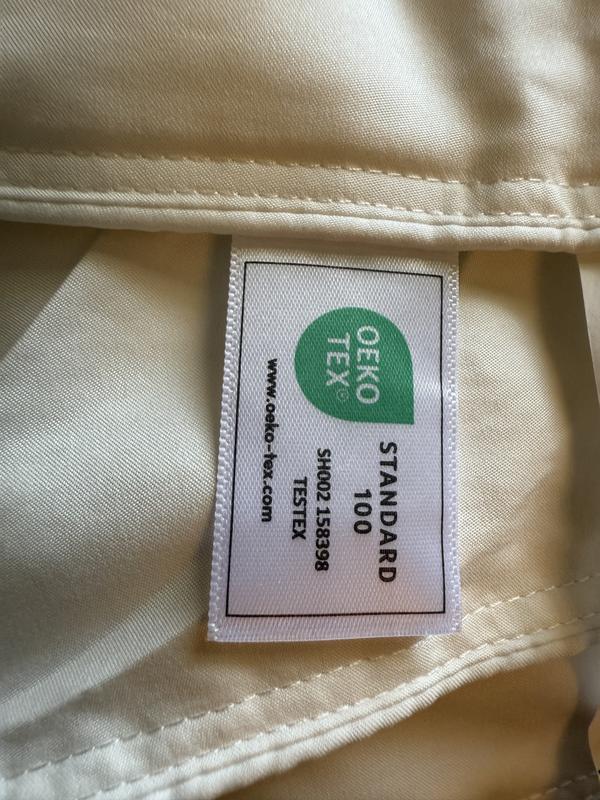 OEKO
TEX®
STANDARD
100
SH002 158398
TESTEX
www.oeko-tex.com